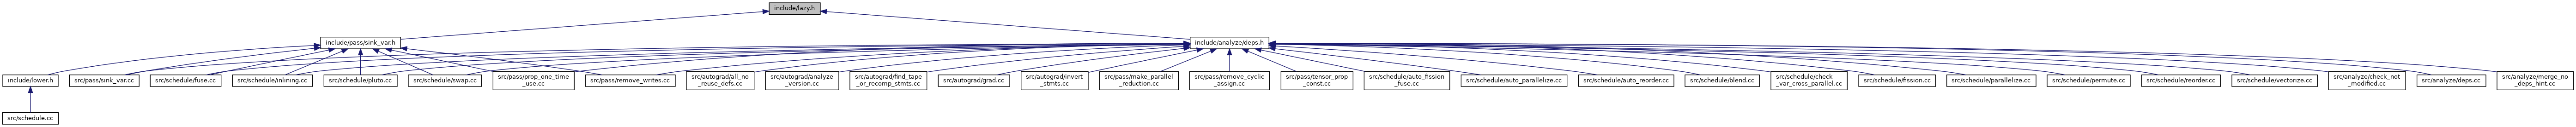 include/lazy.h
include/pass/sink_var.h
include/analyze/deps.h
include/lower.h
src/pass/sink_var.cc
src/schedule/fuse.cc
src/schedule/inlining.cc
src/schedule/pluto.cc
src/schedule/swap.cc
src/pass/prop_one_time
_use.cc
src/pass/remove_writes.cc
src/autograd/all_no
_reuse_defs.cc
src/autograd/analyze
_version.cc
src/autograd/find_tape
_or_recomp_stmts.cc
src/autograd/grad.cc
src/autograd/invert
_stmts.cc
src/pass/make_parallel
_reduction.cc
src/pass/remove_cyclic
_assign.cc
src/pass/tensor_prop
_const.cc
src/schedule/auto_fission
_fuse.cc
src/schedule/auto_parallelize.cc
src/schedule/auto_reorder.cc
src/schedule/blend.cc
src/schedule/check
_var_cross_parallel.cc
src/schedule/fission.cc
src/schedule/parallelize.cc
src/schedule/permute.cc
src/schedule/reorder.cc
src/schedule/vectorize.cc
src/analyze/check_not
_modified.cc
src/analyze/deps.cc
src/analyze/merge_no
_deps_hint.cc
src/schedule.cc